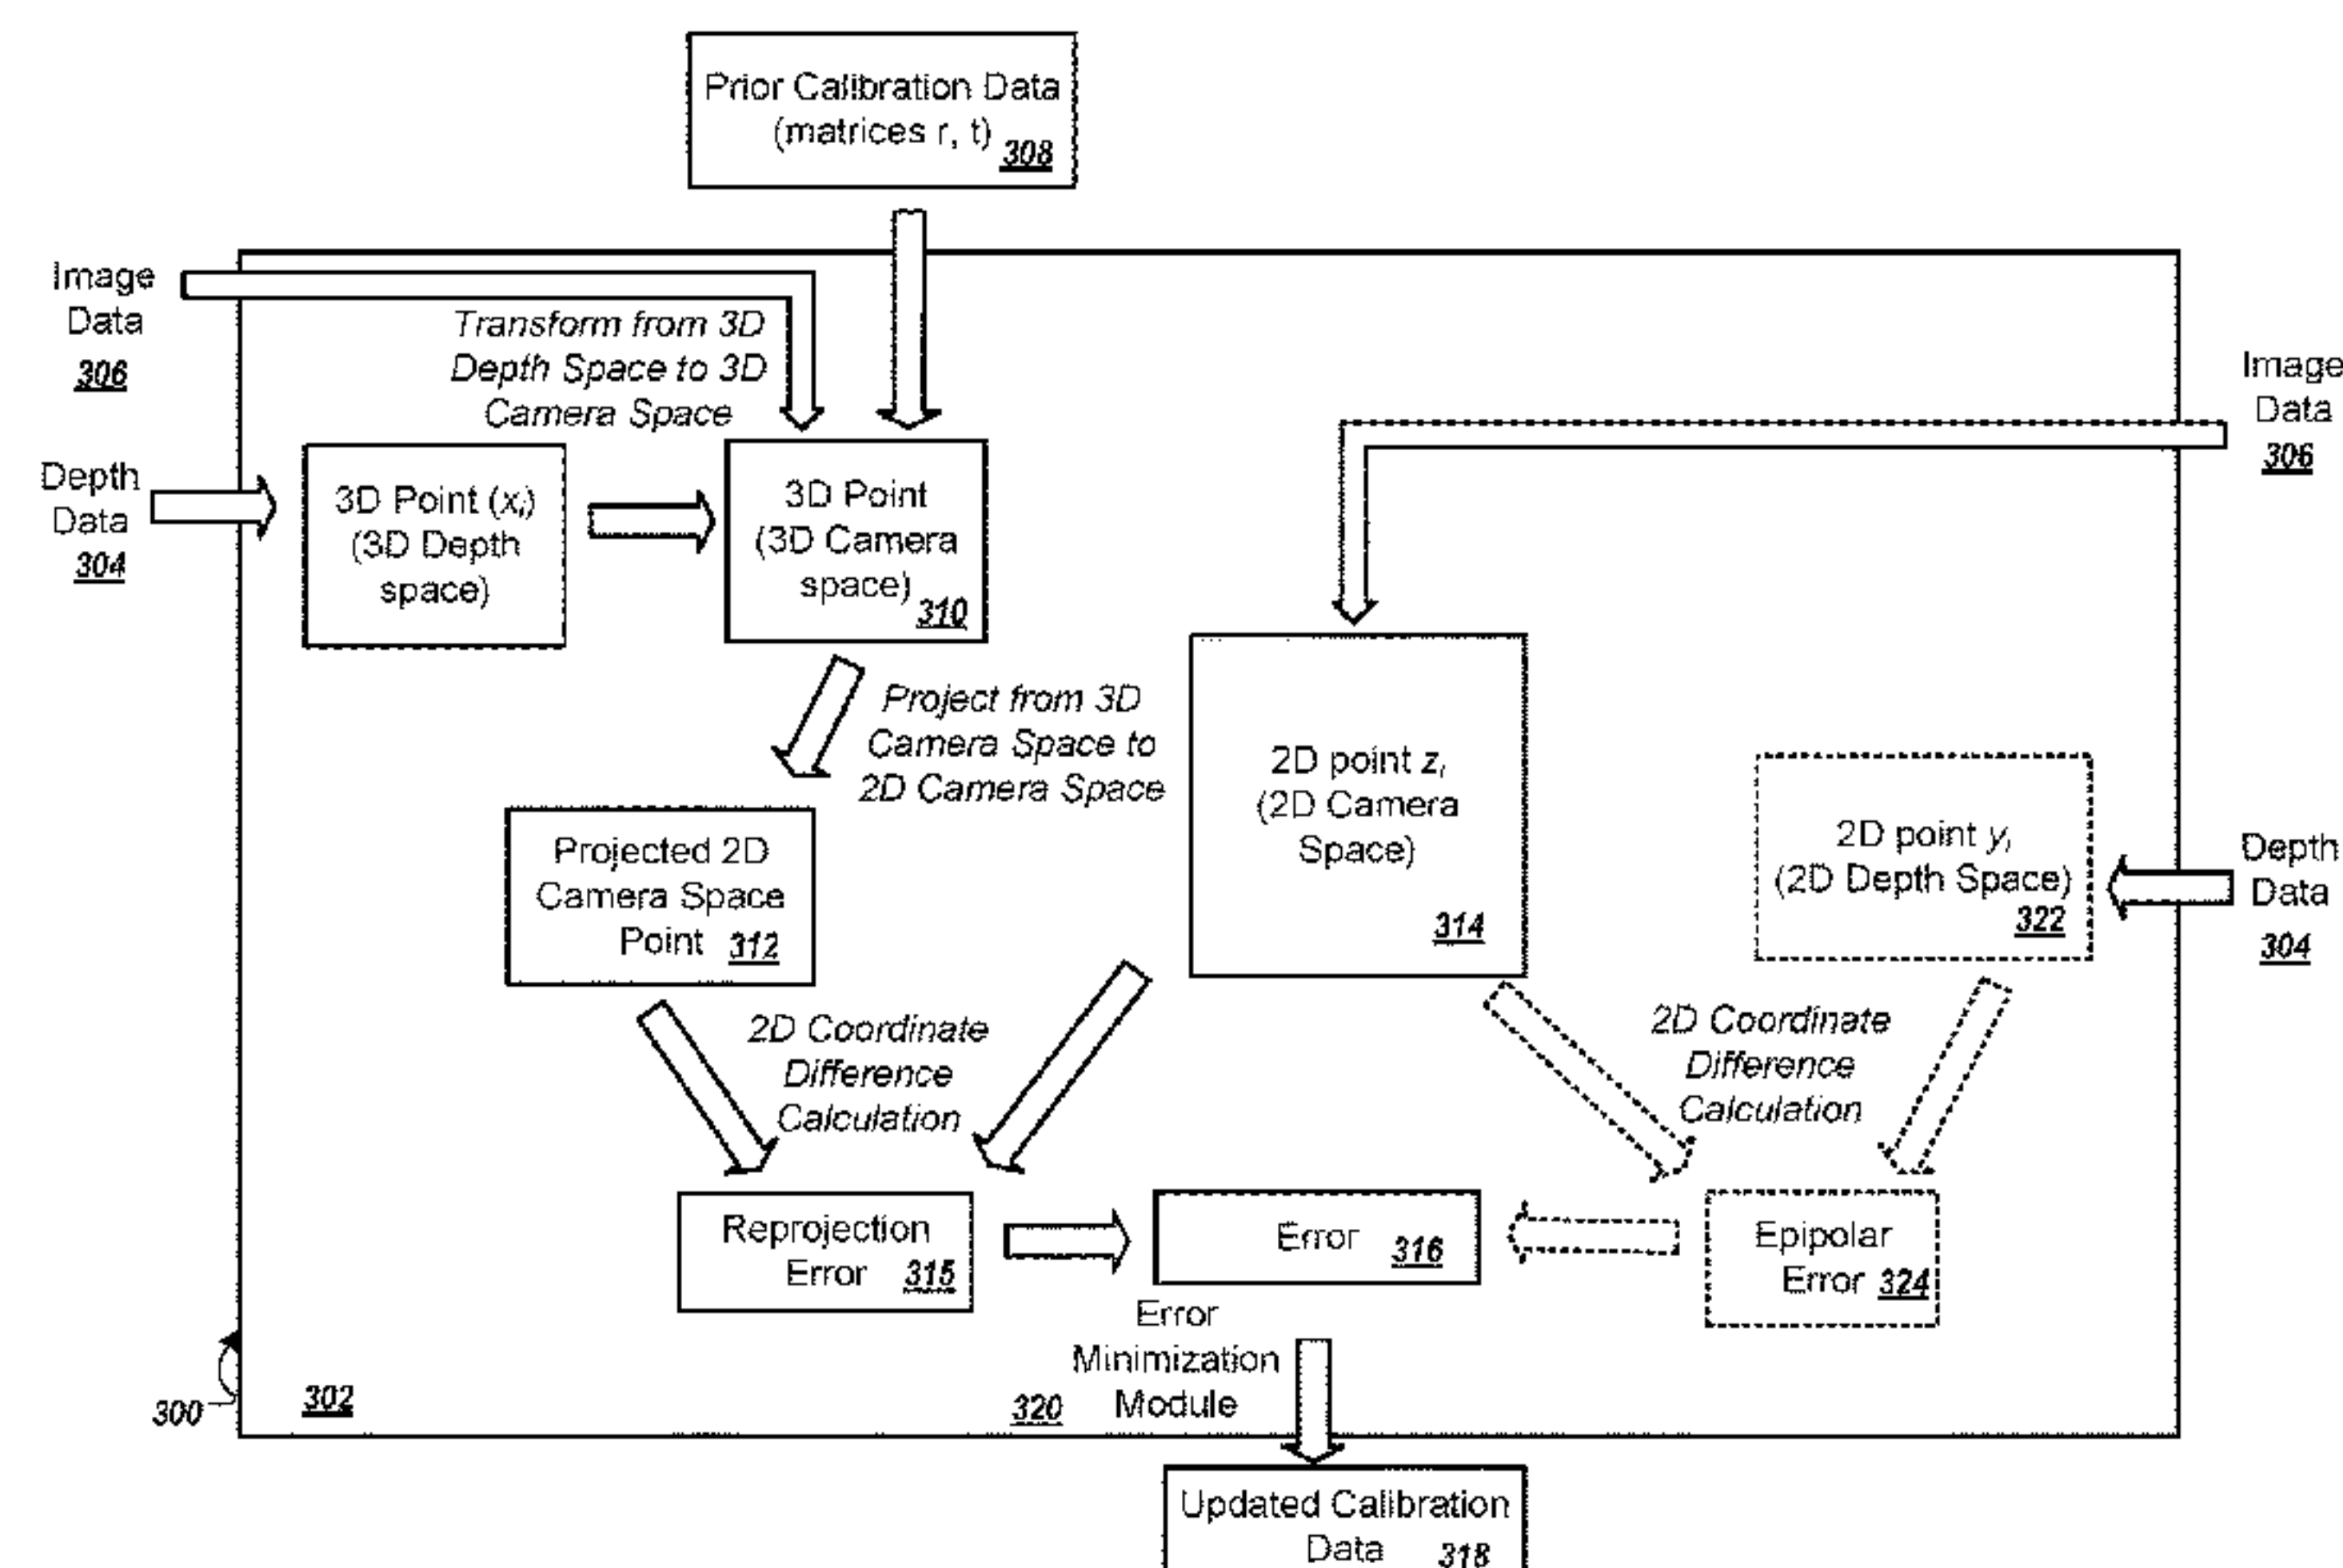 Prior Calibration Data
(matrices r, t)
308
Image
Data
306
Transform from 3D
Depth Space to 3D
Camera Space
Image
Data
306
Depth
Data
304
3D Point (xi)
(3D Depth
space)
3D Point
(3D Camera
space)
310
Project from 3D
Camera Space to
2D Camera Space
2D point zi
(2D Camera
Space)
314
2D point yi
(2D Depth Space)
322
Depth
Data
304
Projected 2D
Camera Space
Point 312
2D Coordinate
Difference
Calculation
2D Coordinate
Difference
Calculation
Reprojection
Error 315
Error 316
Epipolar
Error 324
Error
Minimization
Module
320
300
302
Updated Calibration
Data 318